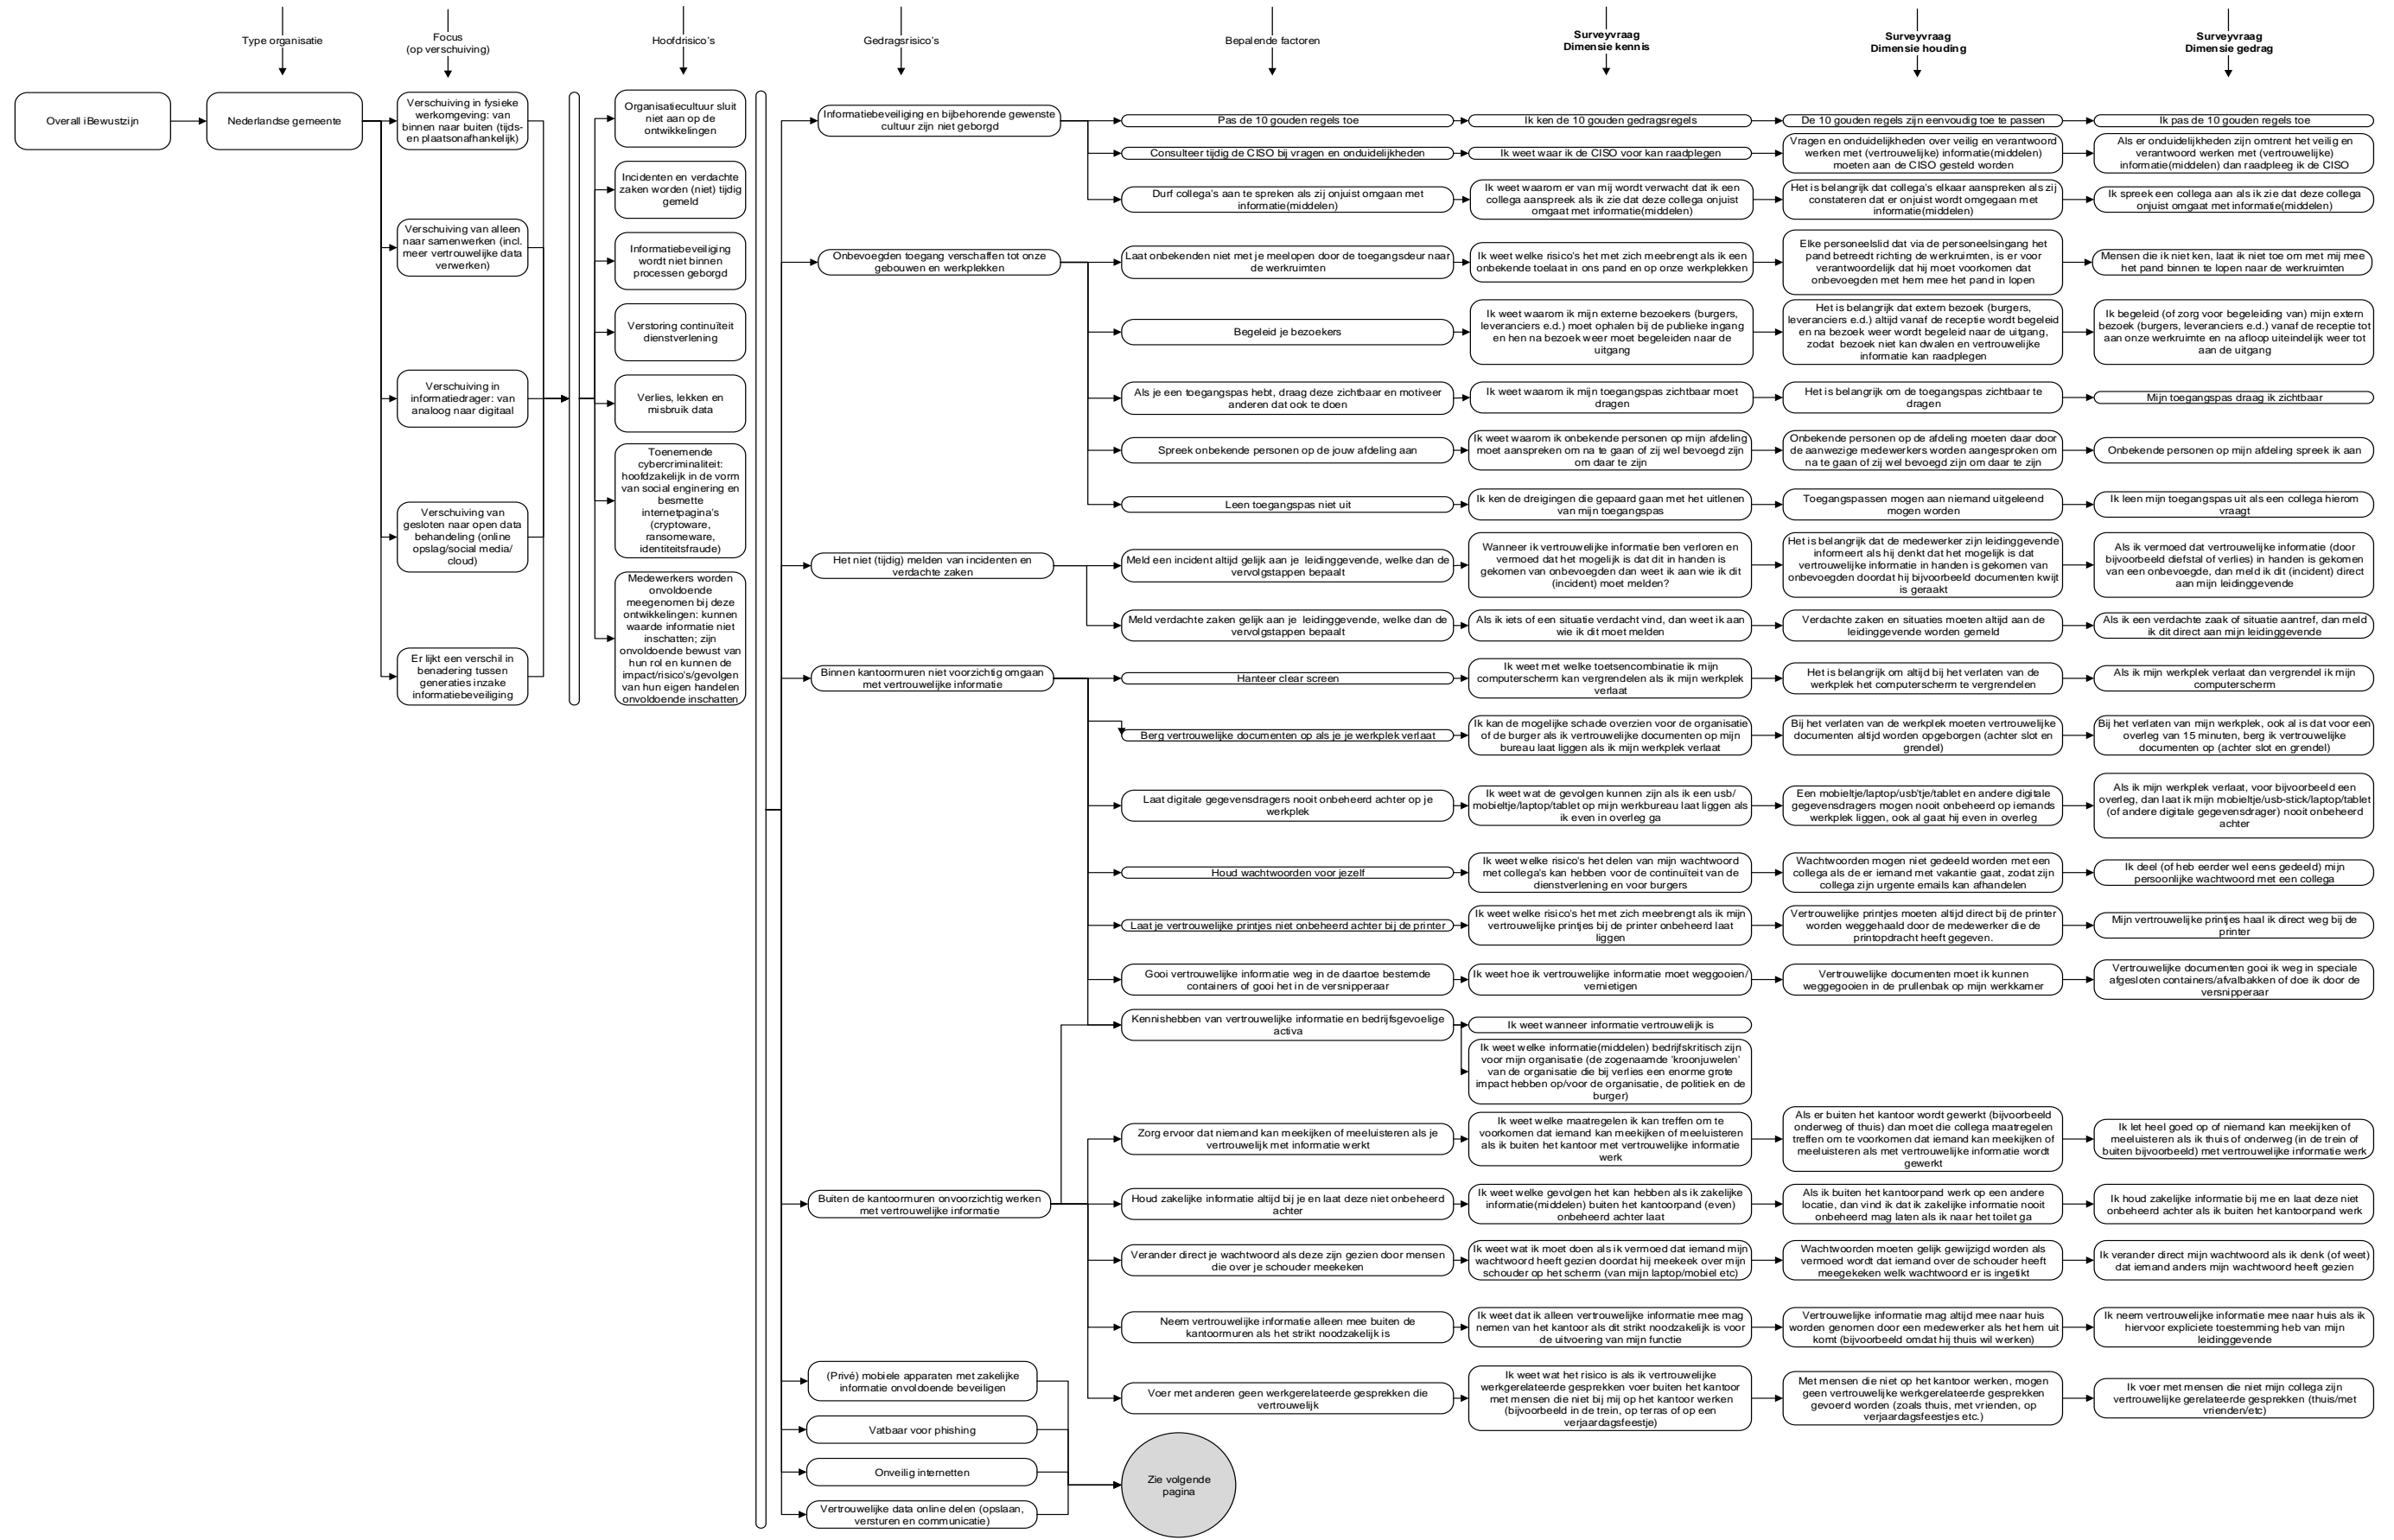 Type organisatie
Focus
(op verschuiving)
Hoofdrisico's
Gedragsrisico's
Bepalende factoren
Surveyvraag
Dimensie kennis
Surveyvraag
Dimensie houding
Surveyvraag
Dimensie gedrag
Overall iBewustzijn
Nederlandse gemeente
Verschuiving in fysieke
werkomgeving: van
binnen naar buiten (tijds-
en plaatsonafhankelijk)
Verschuiving van alleen
naar samenwerken (incl.
meer vertrouwelijke data
verwerken)
Verschuiving in
informatiedrager: van
analoog naar digitaal
Verschuiving van
gesloten naar open data
behandeling (online
opslag/social media/
cloud)
Er lijkt een verschil in
benadering tussen
generaties inzake
informatiebeveiliging
Organisatiecultuur sluit
niet aan op de
ontwikkelingen
Incidenten en verdachte
zaken worden (niet) tijdig
gemeld
Informatiebeveiliging
wordt niet binnen
processen geborgd
Verstoring continuïteit
dienstverlening
Verlies, lekken en
misbruik data
Toenemende
cybercriminaliteit:
hoofdzakelijk in de vorm
van social enginering en
besmette
internetpagina's
(cryptoware,
ransomeware,
identiteitsfraude)
Medewerkers worden
onvoldoende
meegenomen bij deze
ontwikkelingen: kunnen
waarde informatie niet
inschatten; zijn
onvoldoende bewust van
hun rol en kunnen de
impact/risico's/gevolgen
van hun eigen handelen
onvoldoende inschatten
Informatiebeveiliging en bijbehorende gewenste
cultuur zijn niet geborgd
Pas de 10 gouden regels toe
Ik ken de 10 gouden gedragsregels
De 10 gouden regels zijn eenvoudig toe te passen
Ik pas de 10 gouden regels toe
Consulteer tijdig de CISO bij vragen en onduidelijkheden
Ik weet waar ik de CISO voor kan raadplegen
Vragen en onduidelijkheden over veilig en verantwoord
werken met (vertrouwelijke) informatie(middelen)
moeten aan de CISO gesteld worden
Als er onduidelijkheden zijn omtrent het veilig en
verantwoord werken met (vertrouwelijke)
informatie(middelen) dan raadpleeg ik de CISO
Durf collega's aan te spreken als zij onjuist omgaan met
informatie(middelen)
Ik weet waarom er van mij wordt verwacht dat ik een
collega aanspreek als ik zie dat deze collega onjuist
omgaat met informatie(middelen)
Het is belangrijk dat collega's elkaar aanspreken als zij
constateren dat er onjuist wordt omgegaan met
informatie(middelen)
Ik spreek een collega aan als ik zie dat deze collega
onjuist omgaat met informatie(middelen)
Onbevoegden toegang verschaffen tot onze
gebouwen en werkplekken
Laat onbekenden niet met je meelopen door de toegangsdeur naar
de werkruimten
Ik weet welke risico's het met zich meebrengt als ik een
onbekende toelaat in ons pand en op onze werkplekken
Elke personeelslid dat via de personeelsingang het
pand betreedt richting de werkruimten, is er voor
verantwoordelijk dat hij moet voorkomen dat
onbevoegden met hem mee het pand in lopen
Mensen die ik niet ken, laat ik niet toe om met mij mee
het pand binnen te lopen naar de werkruimten
Begeleid je bezoekers
Ik weet waarom ik mijn externe bezoekers (burgers,
leveranciers e.d.) moet ophalen bij de publieke ingang
en hen na bezoek weer moet begeleiden naar de
uitgang
Het is belangrijk dat extern bezoek (burgers,
leveranciers e.d.) altijd vanaf de receptie wordt begeleid
en na bezoek weer wordt begeleid naar de uitgang,
zodat bezoek niet kan dwalen en vertrouwelijke
informatie kan raadplegen
Ik begeleid (of zorg voor begeleiding van) mijn extern
bezoek (burgers, leveranciers e.d.) vanaf de receptie tot
aan onze werkruimte en na afloop uiteindelijk weer tot
aan de uitgang
Als je een toegangspas hebt, draag deze zichtbaar en motiveer
anderen dat ook te doen
Ik weet waarom ik mijn toegangspas zichtbaar moet
dragen
Het is belangrijk om de toegangspas zichtbaar te
dragen
Mijn toegangspas draag ik zichtbaar
Spreek onbekende personen op de jouw afdeling aan
Ik weet waarom ik onbekende personen op mijn afdeling
moet aanspreken om na te gaan of zij wel bevoegd zijn
om daar te zijn
Onbekende personen op de afdeling moeten daar door
de aanwezige medewerkers worden aangesproken om
na te gaan of zij wel bevoegd zijn om daar te zijn
Onbekende personen op mijn afdeling spreek ik aan
Leen toegangspas niet uit
Ik ken de dreigingen die gepaard gaan met het uitlenen
van mijn toegangspas
Toegangspassen mogen aan niemand uitgeleend
mogen worden
Ik leen mijn toegangspas uit als een collega hierom
vraagt
Het niet (tijdig) melden van incidenten en
verdachte zaken
Meld een incident altijd gelijk aan je leidinggevende, welke dan de
vervolgstappen bepaalt
Wanneer ik vertrouwelijke informatie ben verloren en
vermoed dat het mogelijk is dat dit in handen is
gekomen van onbevoegden dan weet ik aan wie ik dit
(incident) moet melden?
Het is belangrijk dat de medewerker zijn leidinggevende
informeert als hij denkt dat het mogelijk is dat
vertrouwelijke informatie in handen is gekomen van
onbevoegden doordat hij bijvoorbeeld documenten kwijt
is geraakt
Als ik vermoed dat vertrouwelijke informatie (door
bijvoorbeeld diefstal of verlies) in handen is gekomen
van een onbevoegde, dan meld ik dit (incident) direct
aan mijn leidinggevende
Meld verdachte zaken gelijk aan je leidinggevende, welke dan de
vervolgstappen bepaalt
Als ik iets of een situatie verdacht vind, dan weet ik aan
wie ik dit moet melden
Verdachte zaken en situaties moeten altijd aan de
leidinggevende worden gemeld
Als ik een verdachte zaak of situatie aantref, dan meld
ik dit direct aan mijn leidinggevende
Binnen kantoormuren niet voorzichtig omgaan
met vertrouwelijke informatie
Hanteer clear screen
Ik weet met welke toetsencombinatie ik mijn
computerscherm kan vergrendelen als ik mijn werkplek
verlaat
Het is belangrijk om altijd bij het verlaten van de
werkplek het computerscherm te vergrendelen
Als ik mijn werkplek verlaat dan vergrendel ik mijn
computerscherm
Berg vertrouwelijke documenten op als je je werkplek verlaat
Ik kan de mogelijke schade overzien voor de organisatie
of de burger als ik vertrouwelijke documenten op mijn
bureau laat liggen als ik mijn werkplek verlaat
Bij het verlaten van de werkplek moeten vertrouwelijke
documenten altijd worden opgeborgen (achter slot en
grendel)
Bij het verlaten van mijn werkplek, ook al is dat voor een
overleg van 15 minuten, berg ik vertrouwelijke
documenten op (achter slot en grendel)
Laat digitale gegevensdragers nooit onbeheerd achter op je
werkplek
Ik weet wat de gevolgen kunnen zijn als ik een usb/
mobieltje/laptop/tablet op mijn werkbureau laat liggen als
ik even in overleg ga
Een mobieltje/laptop/usb'tje/tablet en andere digitale
gegevensdragers mogen nooit onbeheerd op iemands
werkplek liggen, ook al gaat hij even in overleg
Als ik mijn werkplek verlaat, voor bijvoorbeeld een
overleg, dan laat ik mijn mobieltje/usb-stick/laptop/tablet
(of andere digitale gegevensdrager) nooit onbeheerd
achter
Houd wachtwoorden voor jezelf
Ik weet welke risico's het delen van mijn wachtwoord
met collega's kan hebben voor de continuïteit van de
dienstverlening en voor burgers
Wachtwoorden mogen niet gedeeld worden met een
collega als de er iemand met vakantie gaat, zodat zijn
collega zijn urgente emails kan afhandelen
Ik deel (of heb eerder wel eens gedeeld) mijn
persoonlijke wachtwoord met een collega
Laat je vertrouwelijke printjes niet onbeheerd achter bij de printer
Ik weet welke risico's het met zich meebrengt als ik mijn
vertrouwelijke printjes bij de printer onbeheerd laat
liggen
Vertrouwelijke printjes moeten altijd direct bij de printer
worden weggehaald door de medewerker die de
printopdracht heeft gegeven.
Mijn vertrouwelijke printjes haal ik direct weg bij de
printer
Gooi vertrouwelijke informatie weg in de daartoe bestemde
containers of gooi het in de versnipperaar
Ik weet hoe ik vertrouwelijke informatie moet weggooien/
vernietigen
Vertrouwelijke documenten moet ik kunnen
weggegooien in de prullenbak op mijn werkkamer
Vertrouwelijke documenten gooi ik weg in speciale
afgesloten containers/afvalbakken of doe ik door de
versnipperaar
Kennishebben van vertrouwelijke informatie en bedrijfsgevoelige
activa
Ik weet wanneer informatie vertrouwelijk is
Ik weet welke informatie(middelen) bedrijfskritisch zijn
voor mijn organisatie (de zogenaamde 'kroonjuwelen'
van de organisatie die bij verlies een enorme grote
impact hebben op/voor de organisatie, de politiek en de
burger)
Buiten de kantoormuren onvoorzichtig werken
met vertrouwelijke informatie
Zorg ervoor dat niemand kan meekijken of meeluisteren als je
vertrouwelijk met informatie werkt
Ik weet welke maatregelen ik kan treffen om te
voorkomen dat iemand kan meekijken of meeluisteren
als ik buiten het kantoor met vertrouwelijke informatie
werk
Als er buiten het kantoor wordt gewerkt (bijvoorbeeld
onderweg of thuis) dan moet die collega maatregelen
treffen om te voorkomen dat iemand kan meekijken of
meeluisteren als met vertrouwelijke informatie wordt
gewerkt
Ik let heel goed op of niemand kan meekijken of
meeluisteren als ik thuis of onderweg (in de trein of
buiten bijvoorbeeld) met vertrouwelijke informatie werk
Houd zakelijke informatie altijd bij je en laat deze niet onbeheerd
achter
Ik weet welke gevolgen het kan hebben als ik zakelijke
informatie(middelen) buiten het kantoorpand (even)
onbeheerd achter laat
Als ik buiten het kantoorpand werk op een andere
locatie, dan vind ik dat ik zakelijke informatie nooit
onbeheerd mag laten als ik naar het toilet ga
Ik houd zakelijke informatie bij me en laat deze niet
onbeheerd achter als ik buiten het kantoorpand werk
Verander direct je wachtwoord als deze zijn gezien door mensen
die over je schouder meekeken
Ik weet wat ik moet doen als ik vermoed dat iemand mijn
wachtwoord heeft gezien doordat hij meekeek over mijn
schouder op het scherm (van mijn laptop/mobiel etc)
Wachtwoorden moeten gelijk gewijzigd worden als
vermoed wordt dat iemand over de schouder heeft
meegekeken welk wachtwoord er is ingetikt
Ik verander direct mijn wachtwoord als ik denk (of weet)
dat iemand anders mijn wachtwoord heeft gezien
Neem vertrouwelijke informatie alleen mee buiten de
kantoormuren als het strikt noodzakelijk is
Ik weet dat ik alleen vertrouwelijke informatie mee mag
nemen van het kantoor als dit strikt noodzakelijk is voor
de uitvoering van mijn functie
Vertrouwelijke informatie mag altijd mee naar huis
worden genomen door een medewerker als het hem uit
komt (bijvoorbeeld omdat hij thuis wil werken)
Ik neem vertrouwelijke informatie mee naar huis als ik
hiervoor expliciete toestemming heb van mijn
leidinggevende
Voer met anderen geen werkgerelateerde gesprekken die
vertrouwelijk
Ik weet wat het risico is als ik vertrouwelijke
werkgerelateerde gesprekken voer buiten het kantoor
met mensen die niet bij mij op het kantoor werken
(bijvoorbeeld in de trein, op terras of op een
verjaardagsfeestje)
Met mensen die niet op het kantoor werken, mogen
geen vertrouwelijke werkgerelateerde gesprekken
gevoerd worden (zoals thuis, met vrienden, op
verjaardagsfeestjes etc.)
Ik voer met mensen die niet mijn collega zijn
vertrouwelijke gerelateerde gesprekken (thuis/met
vrienden/etc)
(Privé) mobiele apparaten met zakelijke
informatie onvoldoende beveiligen
Vatbaar voor phishing
Onveilig internetten
Vertrouwelijke data online delen (opslaan,
versturen en communicatie)
Zie volgende
pagina